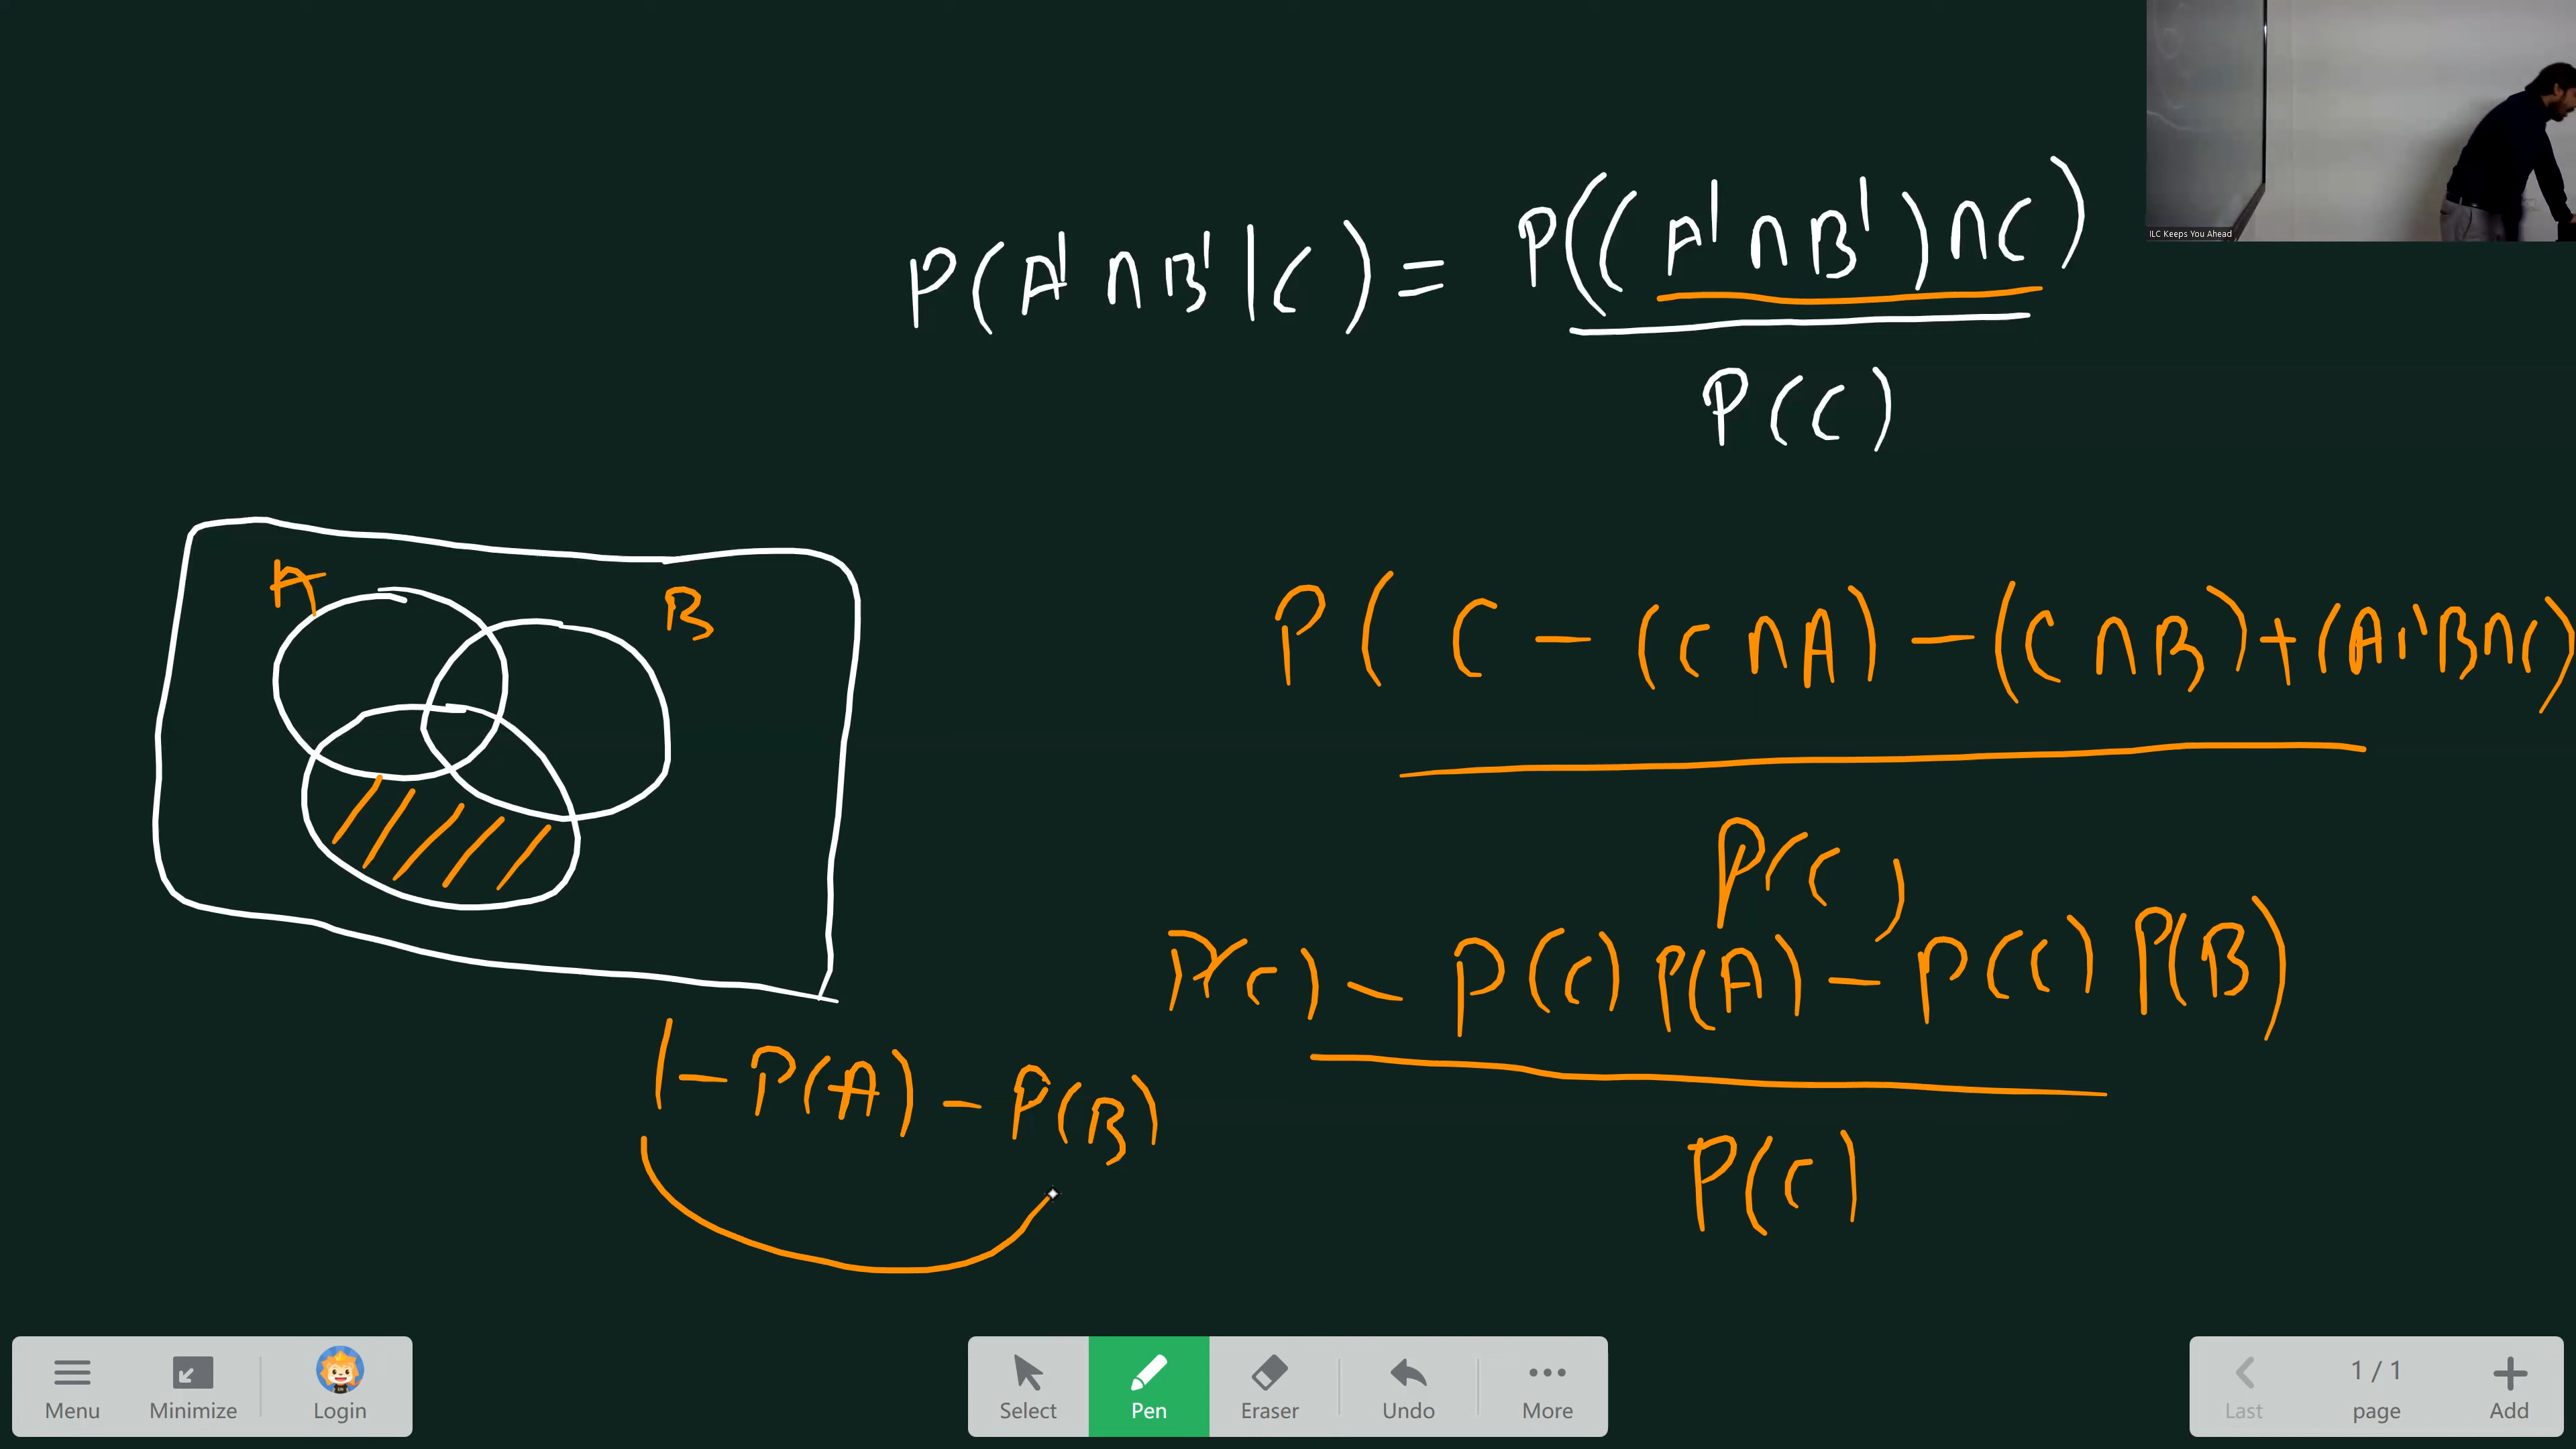 P(A' ∩ B' | C) = P((A' ∩ B') ∩ C)
P(C)
A
B
P( C − (C ∩ A) − (C ∩ B) + (A ∩ B ∩ C)
P(C)
P(C) − P(C) P(A) − P(C) P(B)
P(C)
1 − P(A) − P(B)
ILC Keeps You Ahead
Menu
Minimize
Login
Select
Pen
Eraser
Undo
More
Last
1 / 1
page
Add